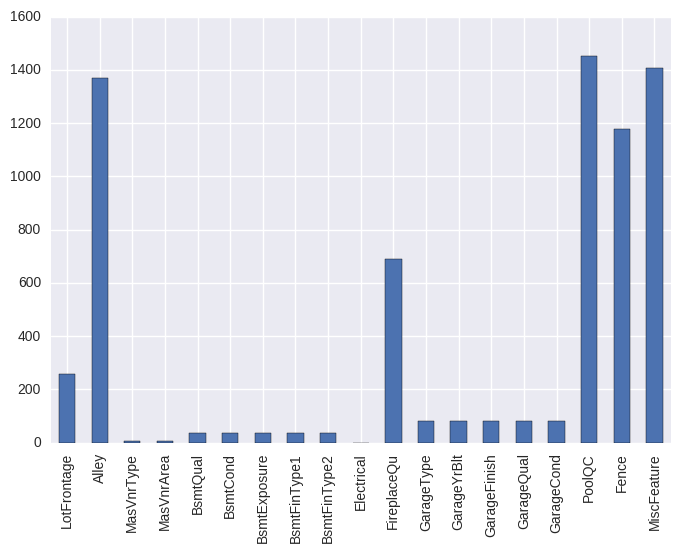 1600
1400
1200
1000
800
600
400
200
0
LotFrontage
Alley
MasVnrType
MasVnrArea
BsmtQual
BsmtCond
BsmtExposure
BsmtFinType1
BsmtFinType2
Electrical
FireplaceQu
GarageType
GarageYrBlt
GarageFinish
GarageQual
GarageCond
PoolQC
Fence
MiscFeature